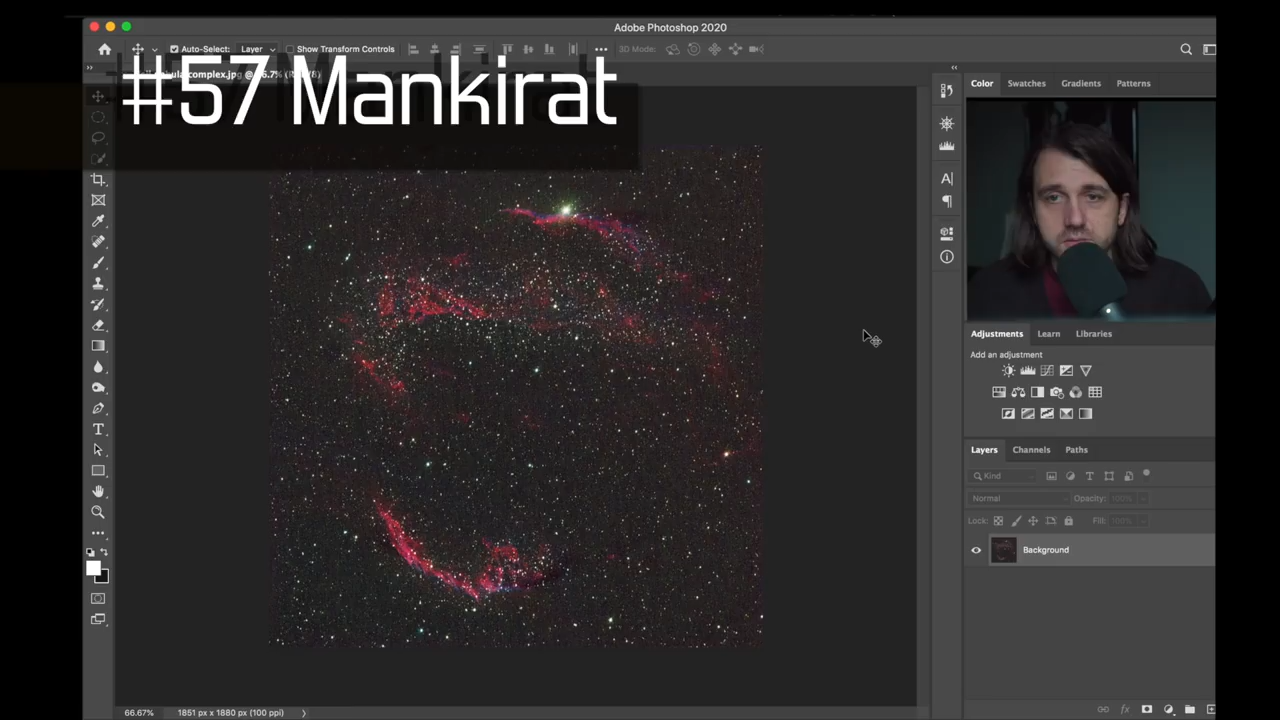 Adobe Photoshop 2020
Auto-Select: Layer Show Transform Controls 3D Mode:
#57 Mankirat
Color Swatches Gradients Patterns
Adjustments Learn Libraries
Add an adjustment
Layers Channels Paths
Kind
Normal Opacity: 100%
Lock: Fill: 100%
Background
66.67% 1851 px x 1880 px (100 ppi)